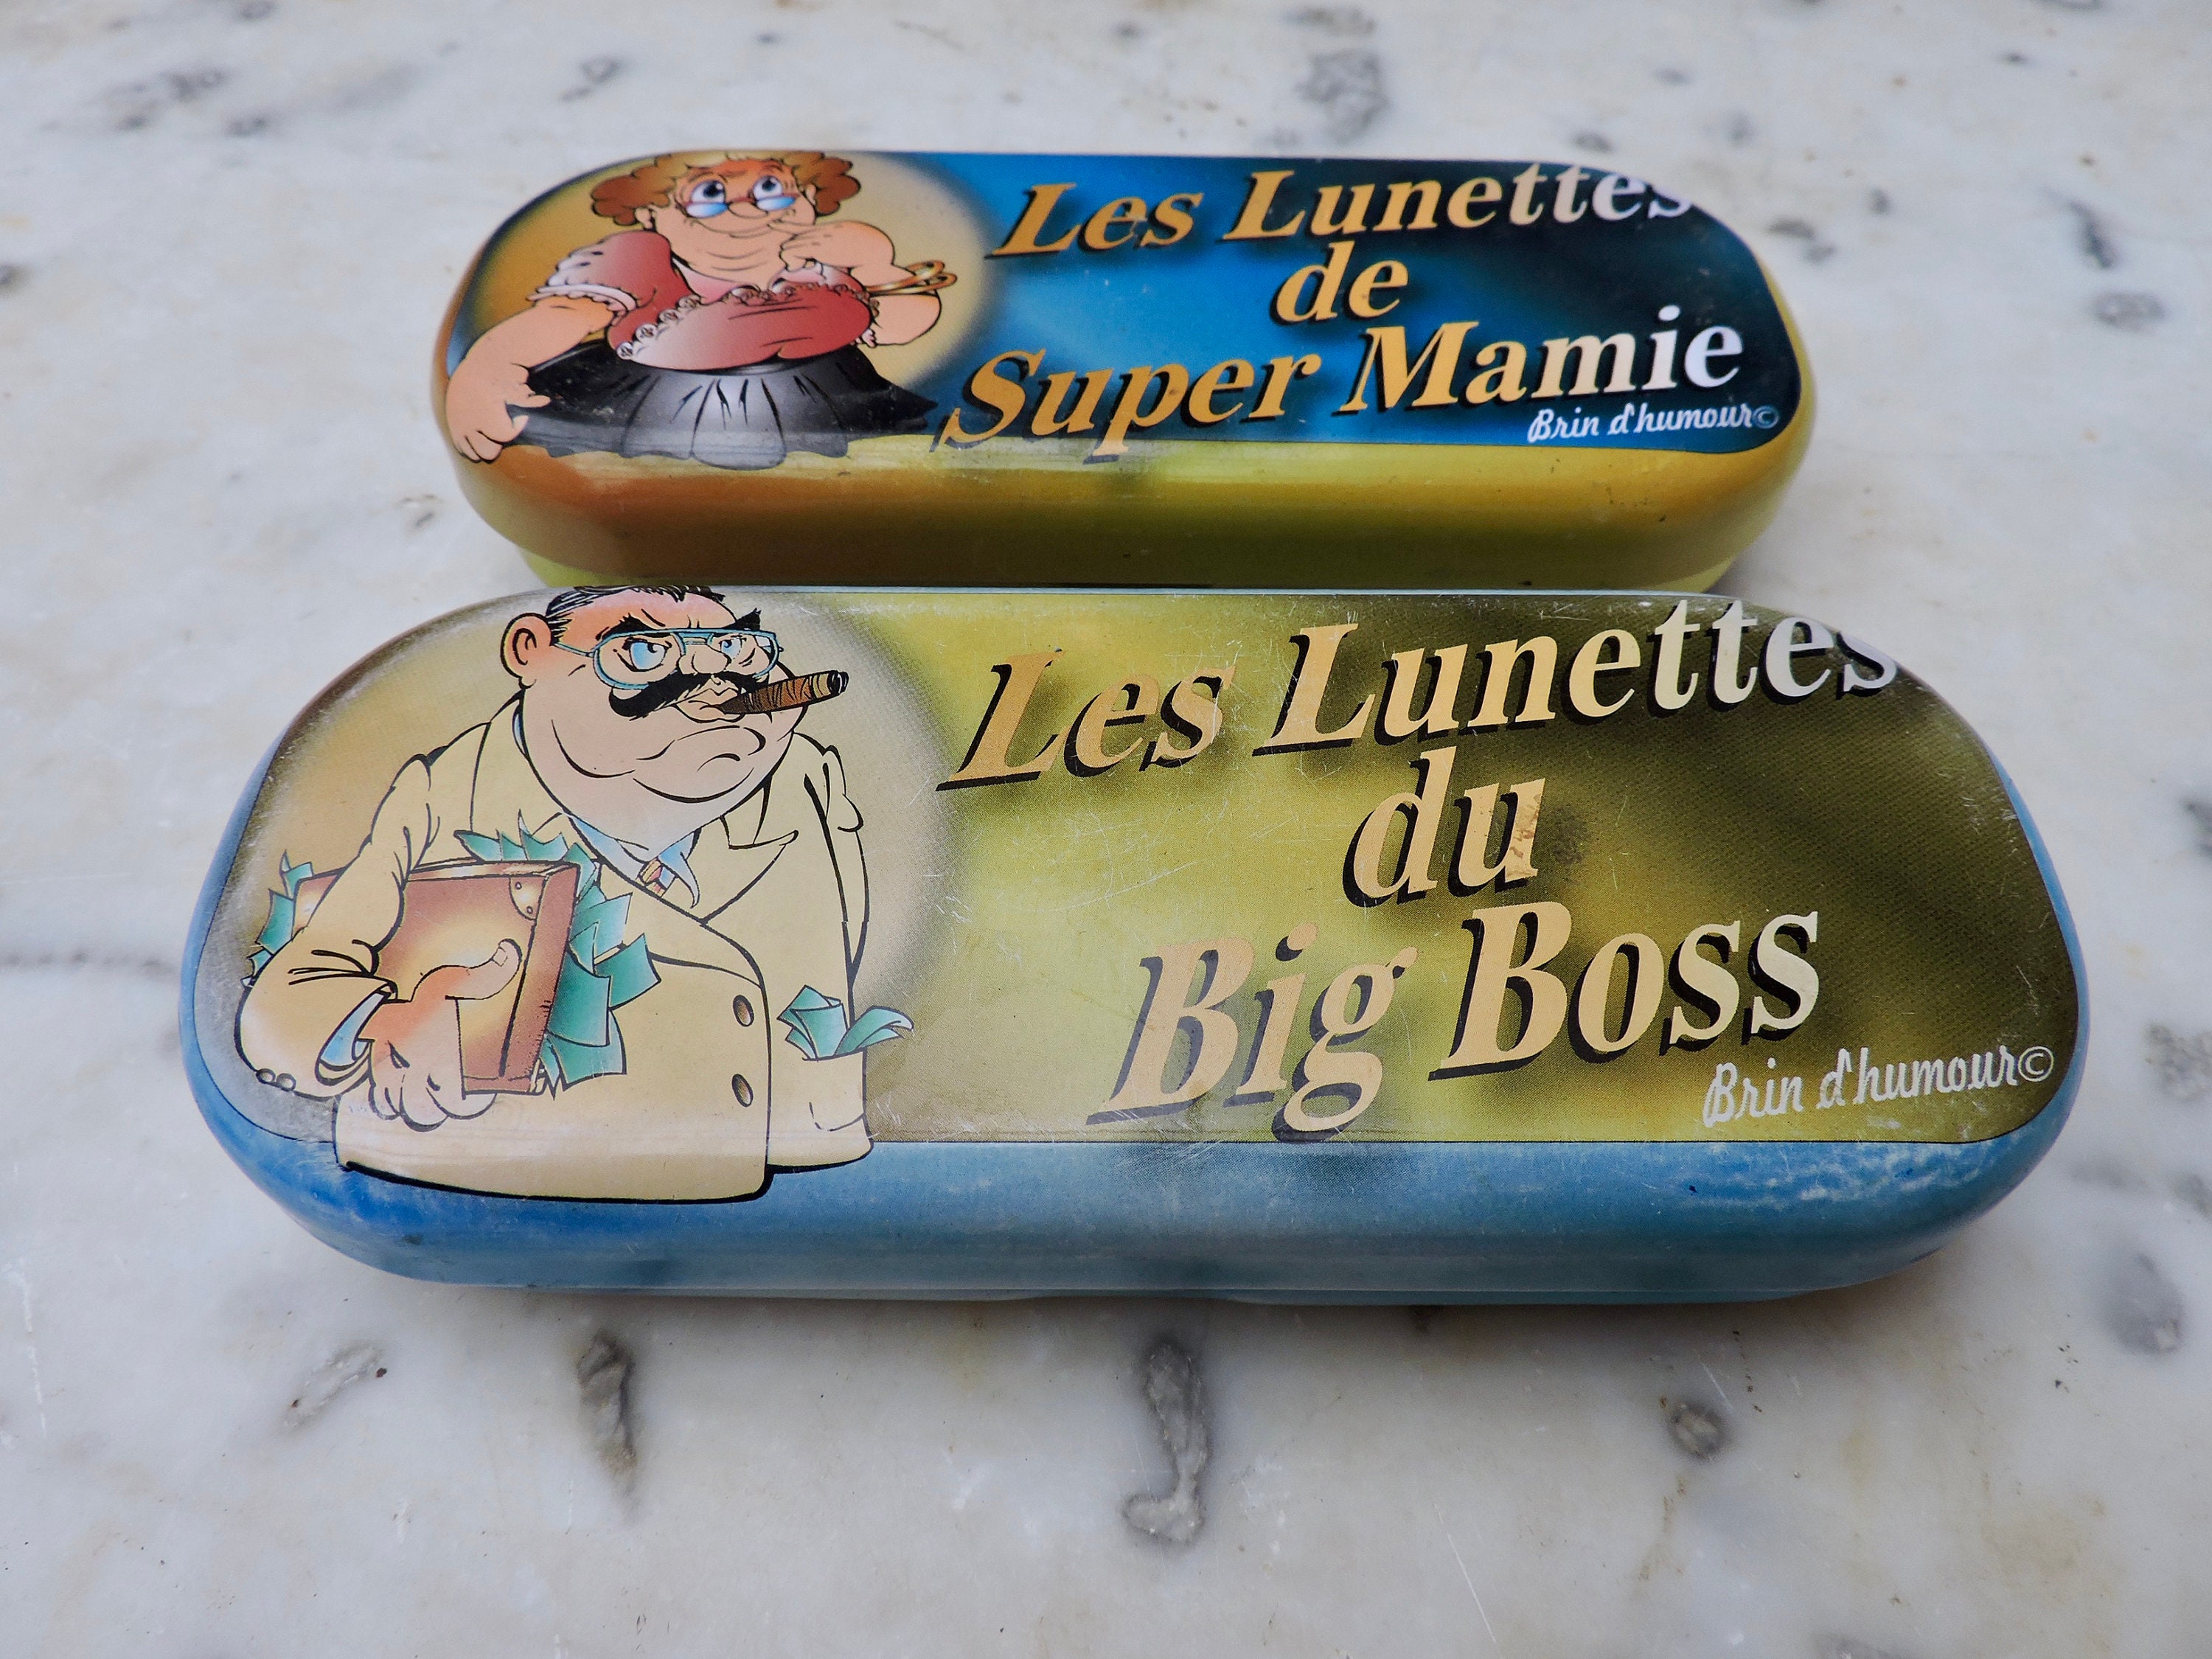 Les Lunettes
de
Super Mamie
Brin d'humour©
Les Lunettes
du
Big Boss
Brin d'humour©